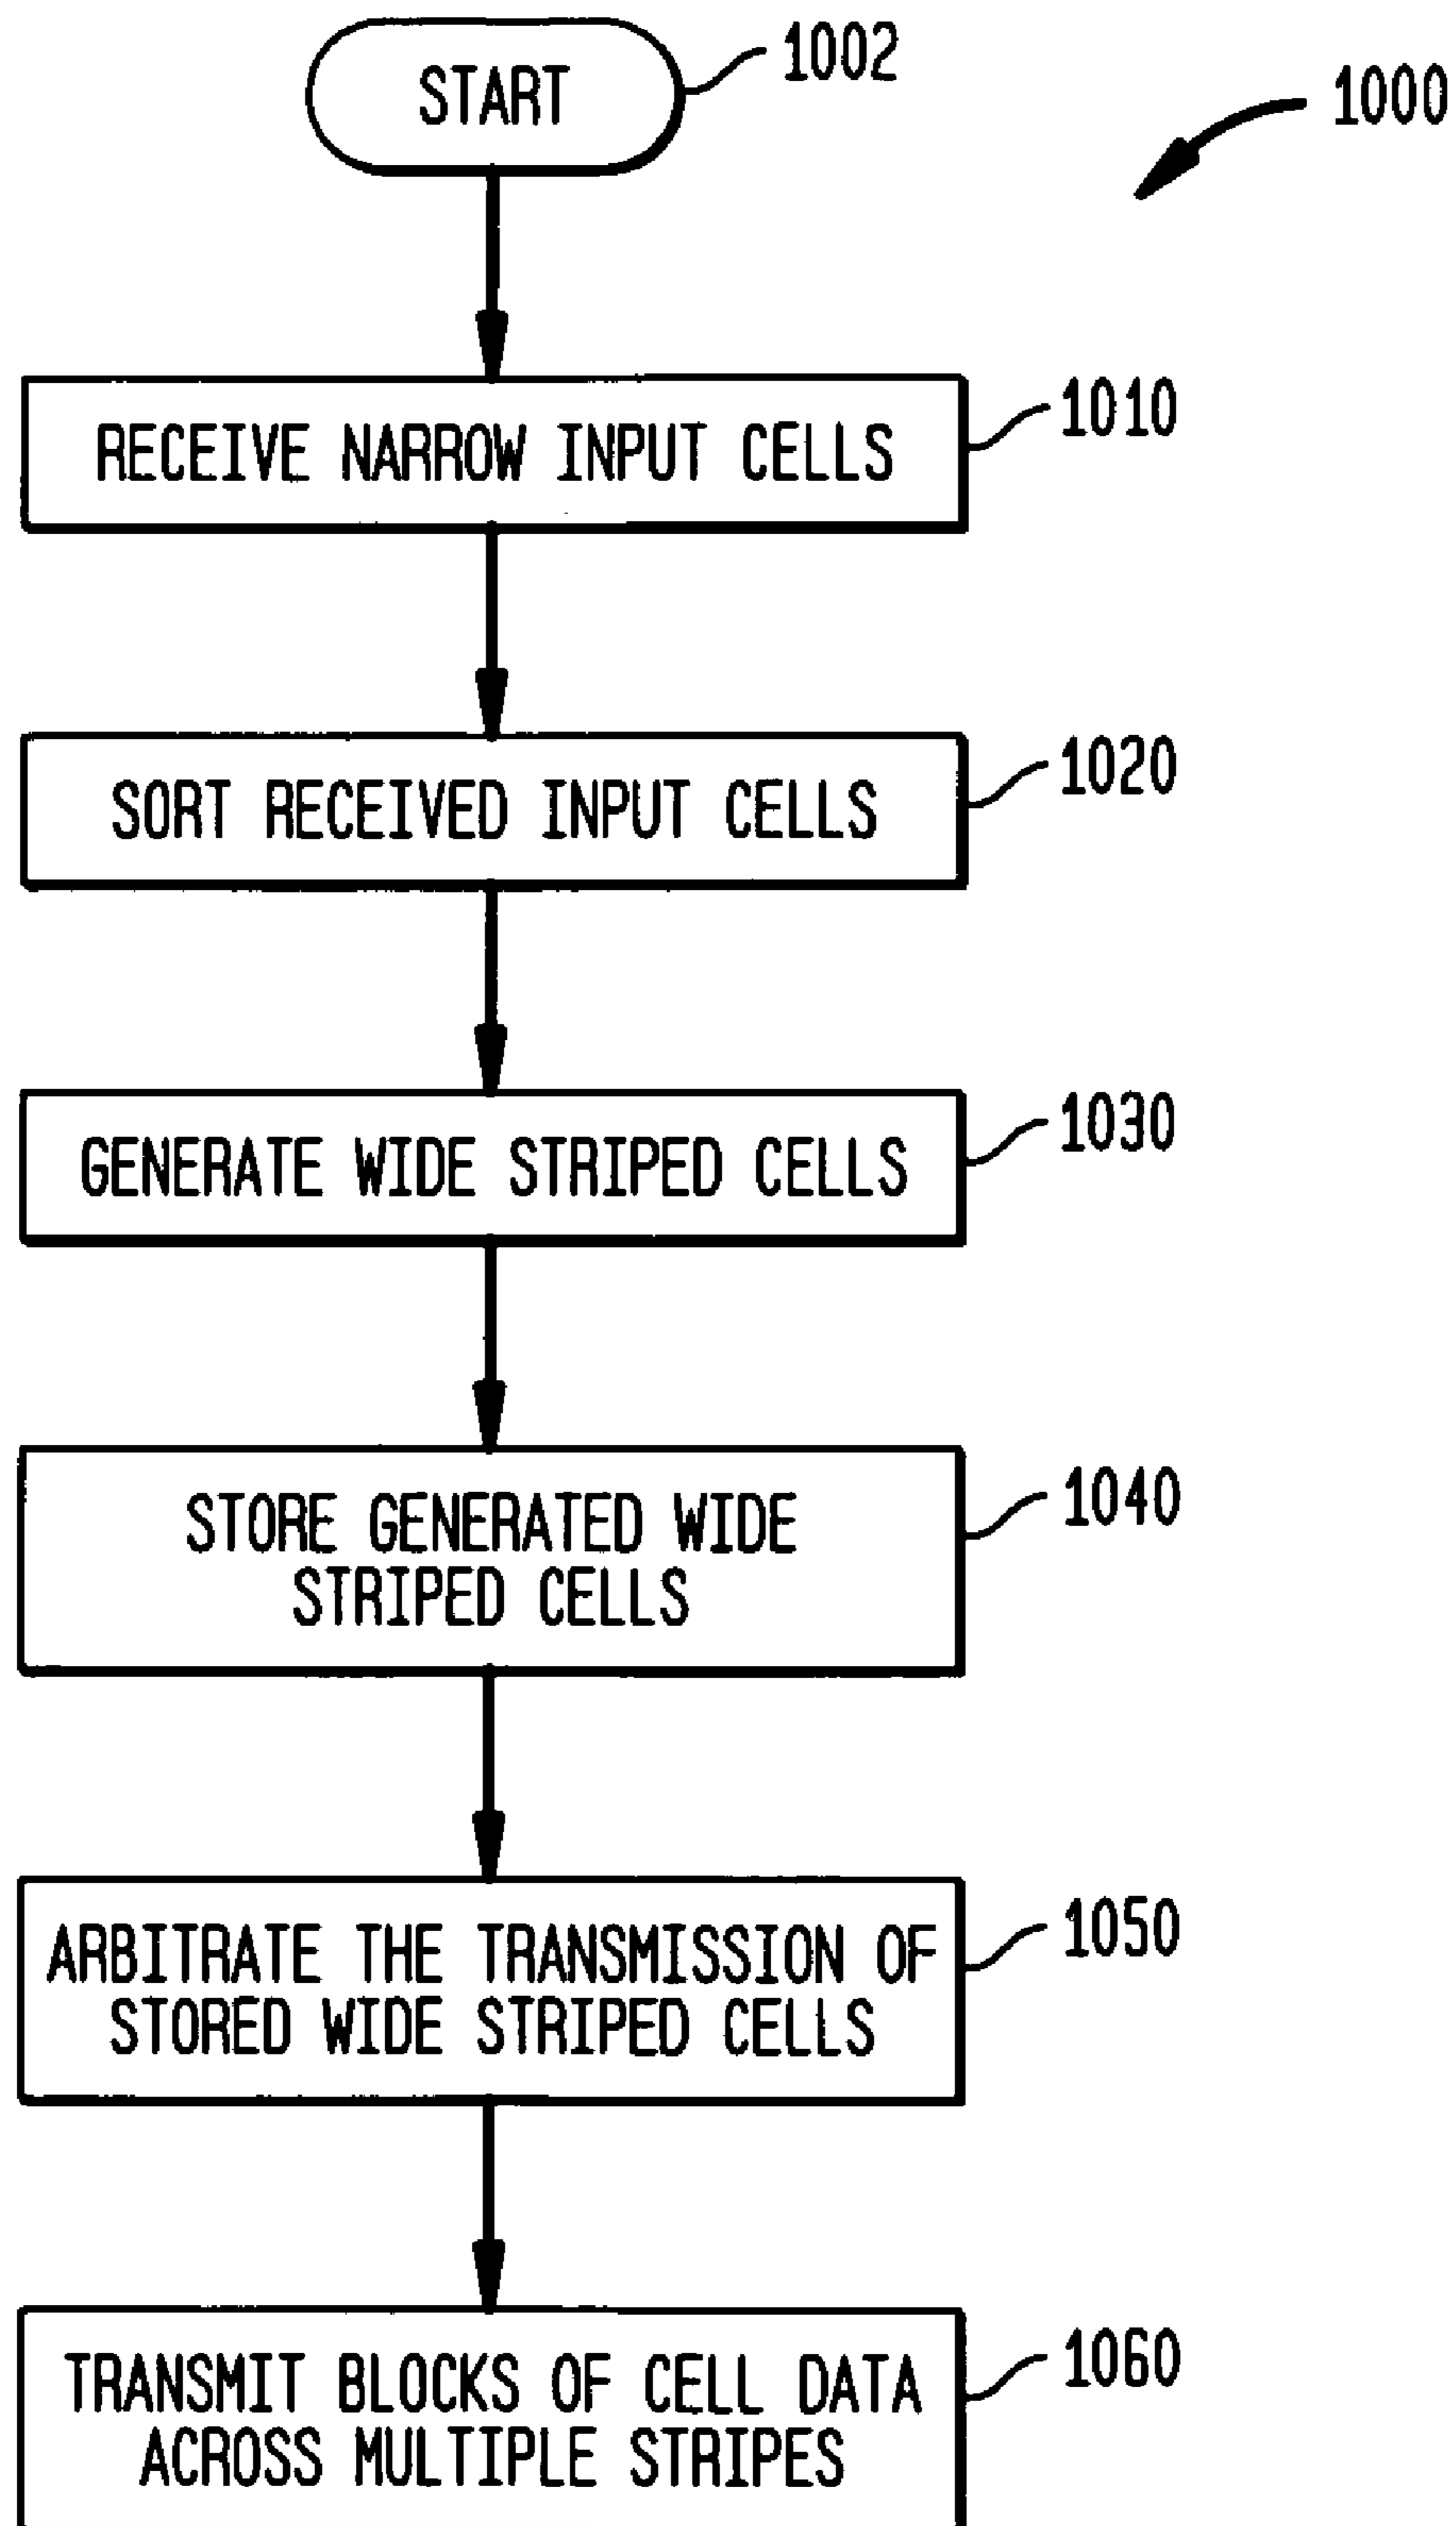 START
1002
1000
RECEIVE NARROW INPUT CELLS
1010
SORT RECEIVED INPUT CELLS
1020
GENERATE WIDE STRIPED CELLS
1030
STORE GENERATED WIDE
STRIPED CELLS
1040
ARBITRATE THE TRANSMISSION OF
STORED WIDE STRIPED CELLS
1050
TRANSMIT BLOCKS OF CELL DATA
ACROSS MULTIPLE STRIPES
1060